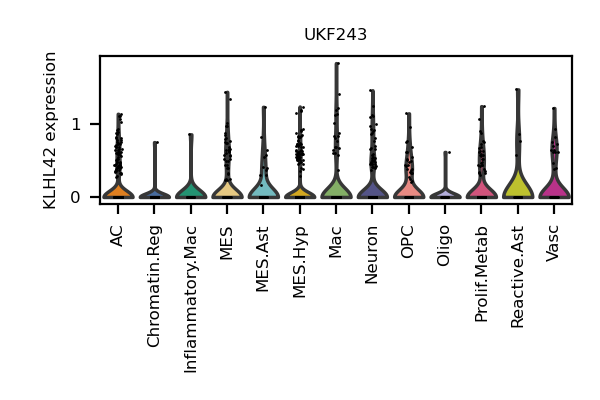 UKF243
KLHL42 expression
1
0
AC
Chromatin.Reg
Inflammatory.Mac
MES
MES.Ast
MES.Hyp
Mac
Neuron
OPC
Oligo
Prolif.Metab
Reactive.Ast
Vasc